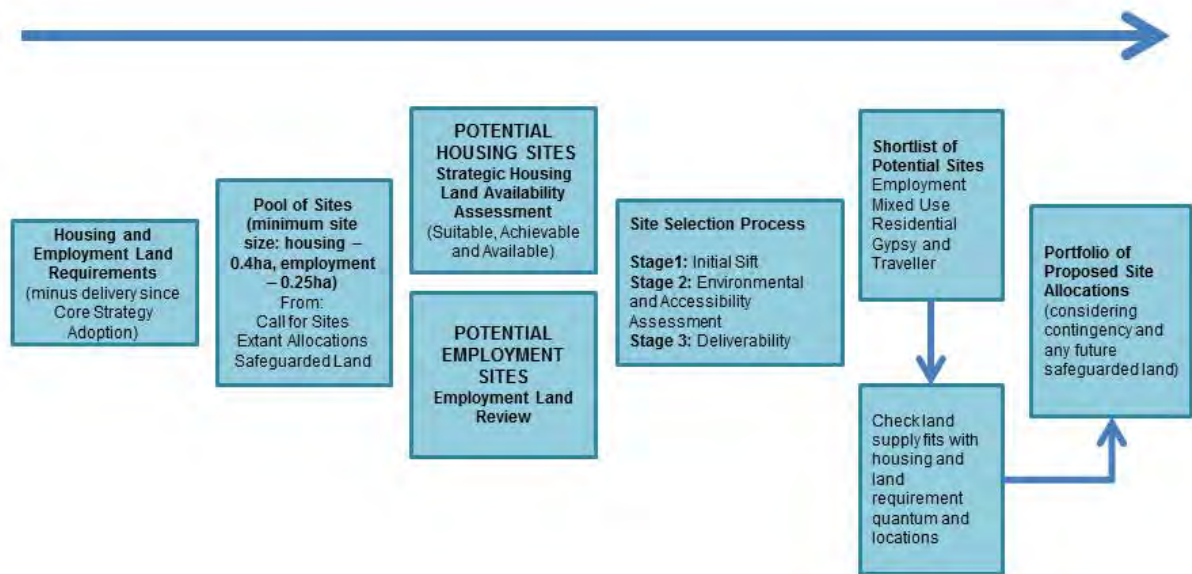 Housing and
Employment Land
Requirements
(minus delivery since
Core Strategy
Adoption)
Pool of Sites
(minimum site
size: housing –
0.4ha, employment
– 0.25ha)
From:
Call for Sites
Extant Allocations
Safeguarded Land
POTENTIAL
HOUSING SITES
Strategic Housing
Land Availability
Assessment
(Suitable, Achievable
and Available)
POTENTIAL
EMPLOYMENT
SITES
Employment Land
Review
Site Selection Process
Stage1: Initial Sift
Stage 2: Environmental
and Accessibility
Assessment
Stage 3: Deliverability
Shortlist of
Potential Sites
Employment
Mixed Use
Residential
Gypsy and
Traveller
Check land
supply fits with
housing and
land
requirement
quantum and
locations
Portfolio of
Proposed Site
Allocations
(considering
contingency and
any future
safeguarded land)